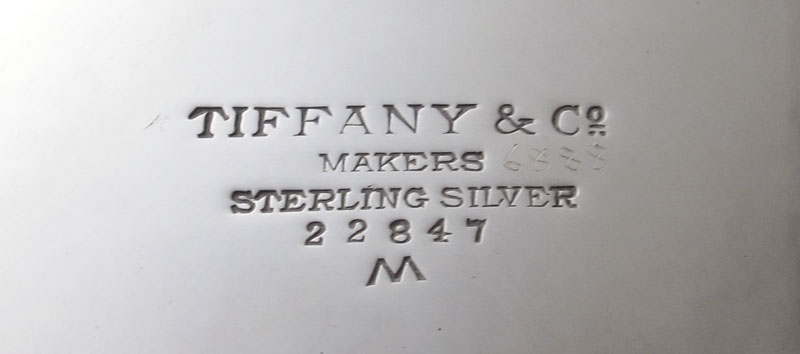 TIFFANY & Co
MAKERS
STERLING SILVER
22847
M